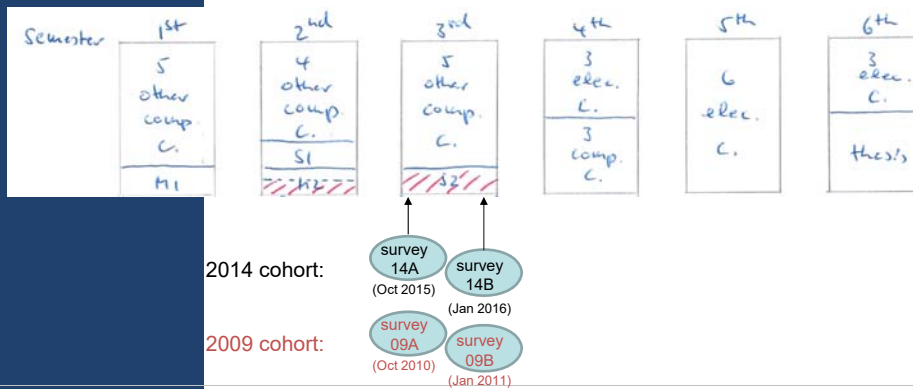 Semester 1st 2nd 3rd 4th 5th 6th
5
other
comp.
C.
M1
4
other
comp.
C.
S1
M2
5
other
comp.
C.
S2
3
elec.
C.
3
comp.
C.
6
elec.
C.
3
elec.
C.
thesis
2014 cohort:
survey
14A
(Oct 2015)
survey
14B
(Jan 2016)
2009 cohort:
survey
09A
(Oct 2010)
survey
09B
(Jan 2011)